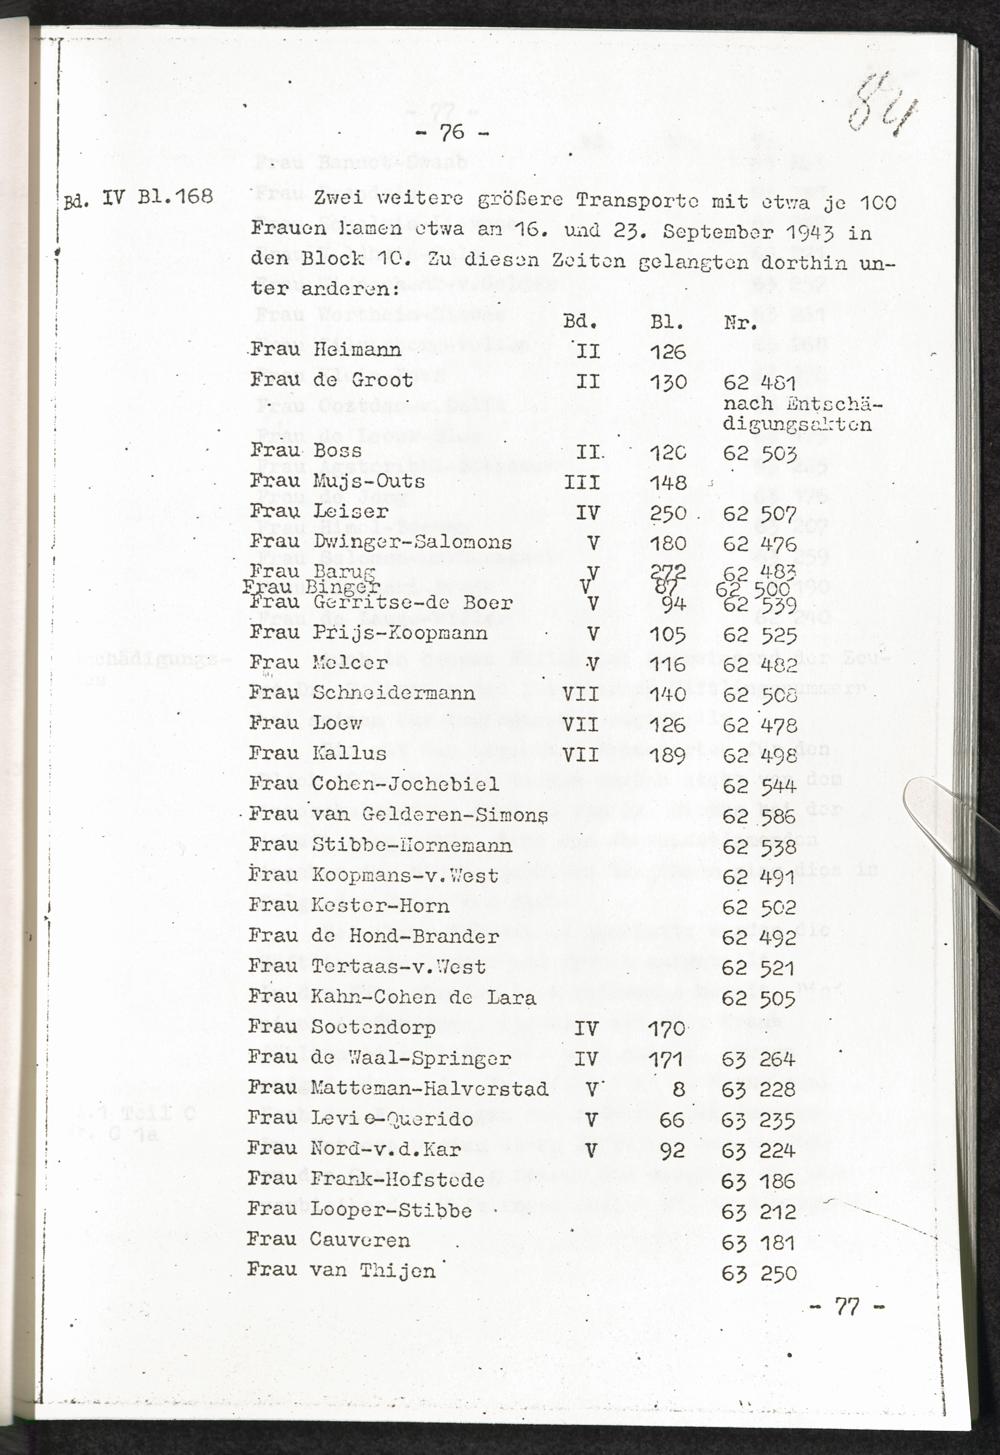 84
- 76 -
Bd. IV Bl.168 Zwei weitere größere Transporte mit etwa je 100
Frauen kamen etwa am 16. und 23. September 1943 in
den Block 10. Zu diesen Zeiten gelangten dorthin un-
ter anderen:
Bd. Bl. Nr.
Frau Heimann II 126
Frau de Groot II 130 62 481
nach Entschä-
digungsakten
Frau Boss II 120 62 503
Frau Mujs-Outs III 148
Frau Leiser IV 250 62 507
Frau Dwinger-Salomons V 180 62 476
Frau Barug V 272 62 483
Frau Binger V 87 62 500
Frau Gerritse-de Boer V 94 62 539
Frau Prijs-Koopmann V 105 62 525
Frau Melcer V 116 62 482
Frau Schneidermann VII 140 62 508
Frau Loew VII 126 62 478
Frau Kallus VII 189 62 498
Frau Cohen-Jochebiel 62 544
Frau van Gelderen-Simons 62 586
Frau Stibbe-Hornemann 62 538
Frau Koopmans-v.West 62 491
Frau Kester-Horn 62 502
Frau de Hond-Brander 62 492
Frau Tertaas-v.West 62 521
Frau Kahn-Cohen de Lara 62 505
Frau Soetendorp IV 170
Frau de Waal-Springer IV 171 63 264
Frau Matteman-Halverstad V 8 63 228
Frau Levie-Querido V 66 63 235
Frau Nord-v.d.Kar V 92 63 224
Frau Frank-Hofstede 63 186
Frau Looper-Stibbe 63 212
Frau Cauveren 63 181
Frau van Thijen 63 250
- 77 -